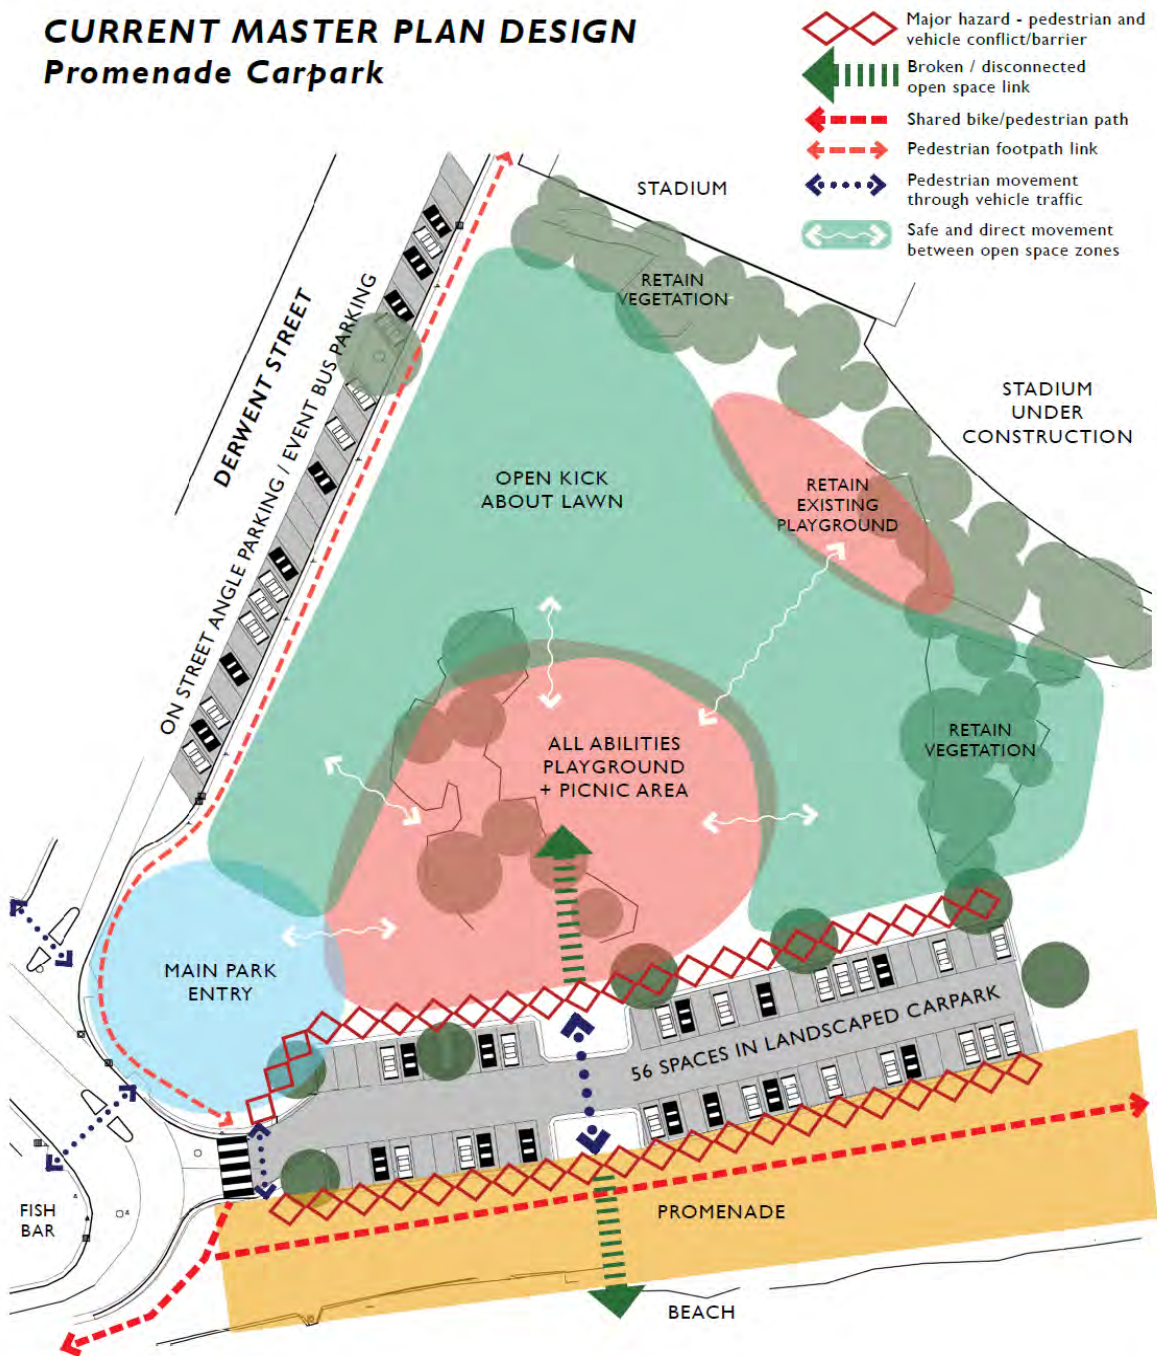 CURRENT MASTER PLAN DESIGN
Promenade Carpark
Major hazard - pedestrian and
vehicle conflict/barrier
Broken / disconnected
open space link
Shared bike/pedestrian path
Pedestrian footpath link
Pedestrian movement
through vehicle traffic
Safe and direct movement
between open space zones
STADIUM
RETAIN
VEGETATION
DERWENT STREET
ON STREET ANGLE PARKING / EVENT BUS PARKING
STADIUM
UNDER
CONSTRUCTION
OPEN KICK
ABOUT LAWN
RETAIN
EXISTING
PLAYGROUND
ALL ABILITIES
PLAYGROUND
+ PICNIC AREA
RETAIN
VEGETATION
MAIN PARK
ENTRY
56 SPACES IN LANDSCAPED CARPARK
FISH
BAR
PROMENADE
BEACH